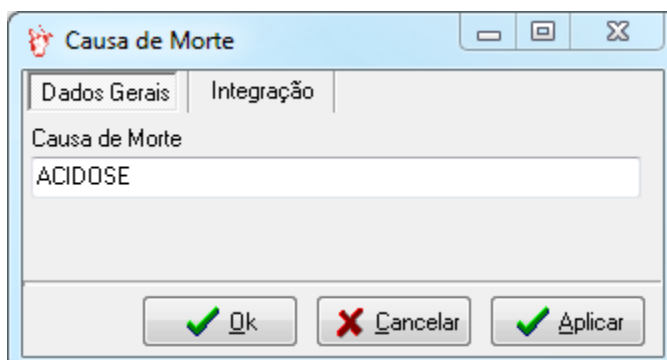 Causa de Morte
Dados Gerais Integração
Causa de Morte
ACIDOSE
Ok Cancelar Aplicar